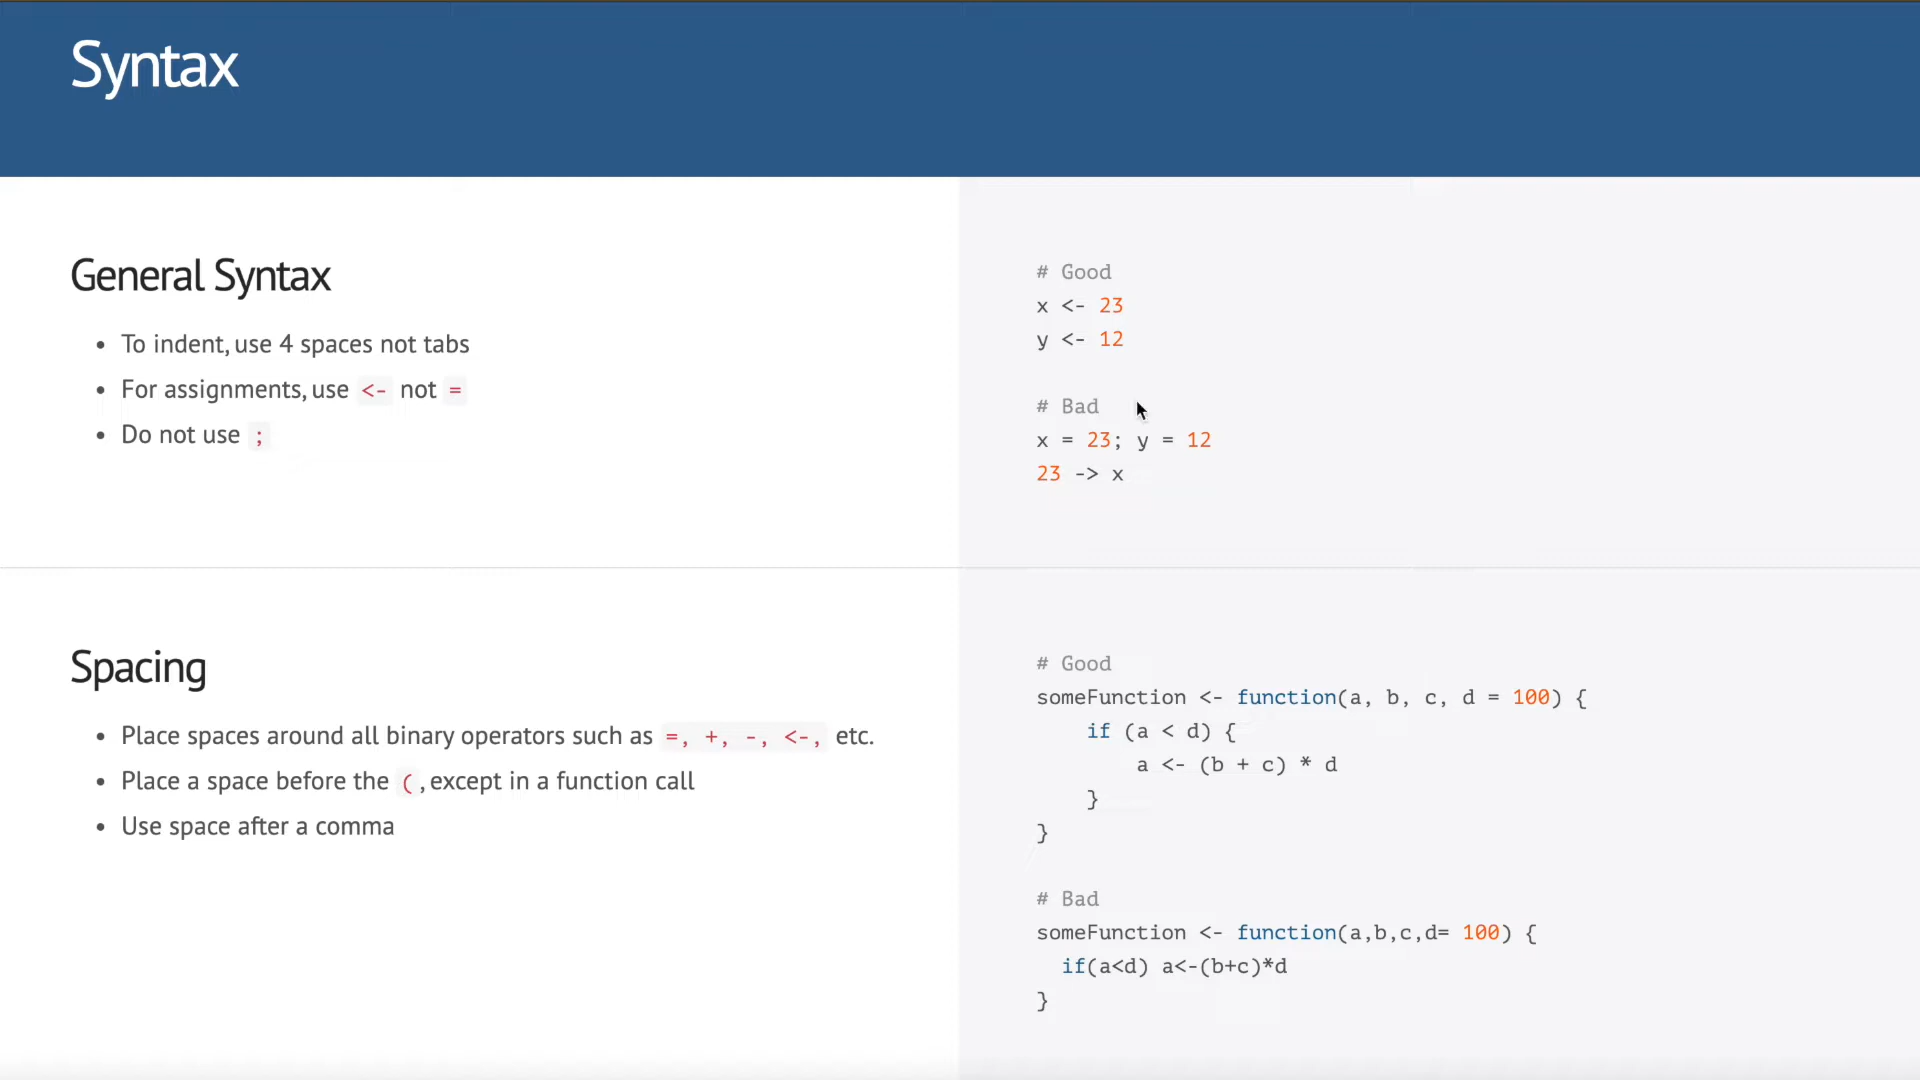 Syntax
General Syntax
• To indent, use 4 spaces not tabs
• For assignments, use <- not =
• Do not use ;
# Good
x <- 23
y <- 12
# Bad
x = 23; y = 12
23 -> x
Spacing
• Place spaces around all binary operators such as =, +, -, <-, etc.
• Place a space before the (, except in a function call
• Use space after a comma
# Good
someFunction <- function(a, b, c, d = 100) {
    if (a < d) {
        a <- (b + c) * d
    }
}
# Bad
someFunction <- function(a,b,c,d= 100) {
  if(a<d) a<-(b+c)*d
}